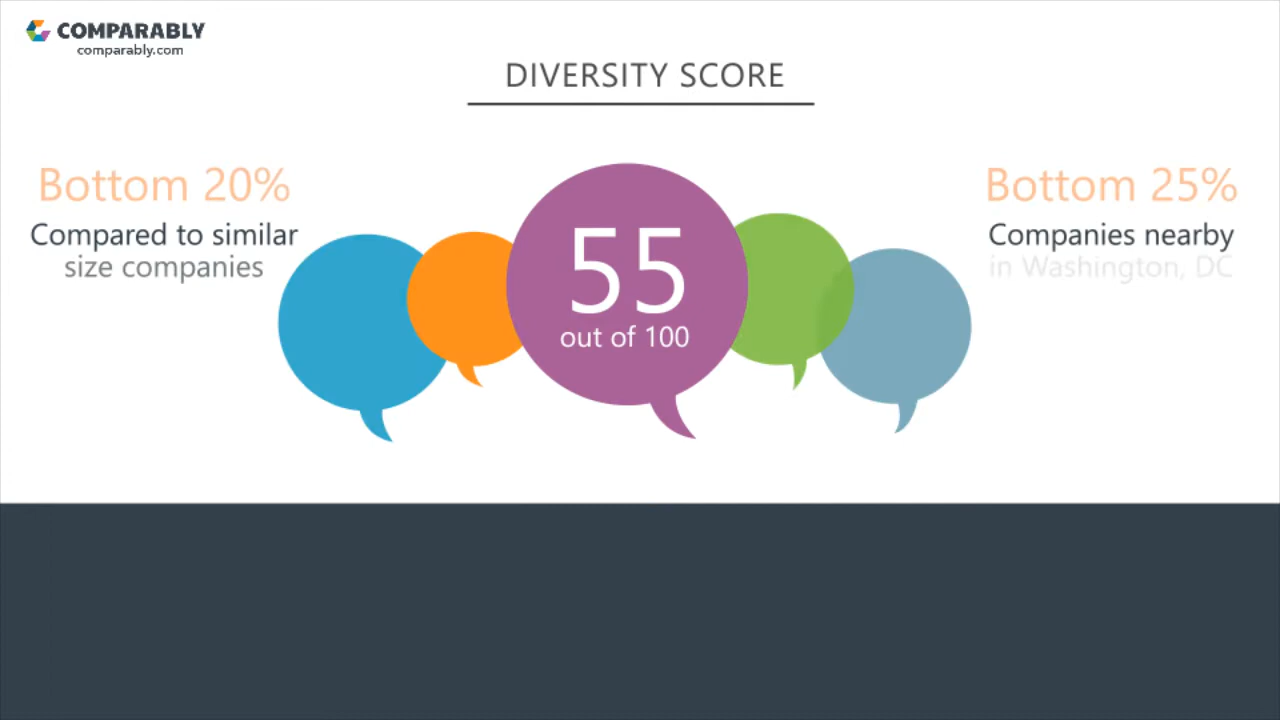 COMPARABLY
comparably.com
DIVERSITY SCORE
Bottom 20%
Compared to similar
size companies
55
out of 100
Bottom 25%
Companies nearby
in Washington, DC